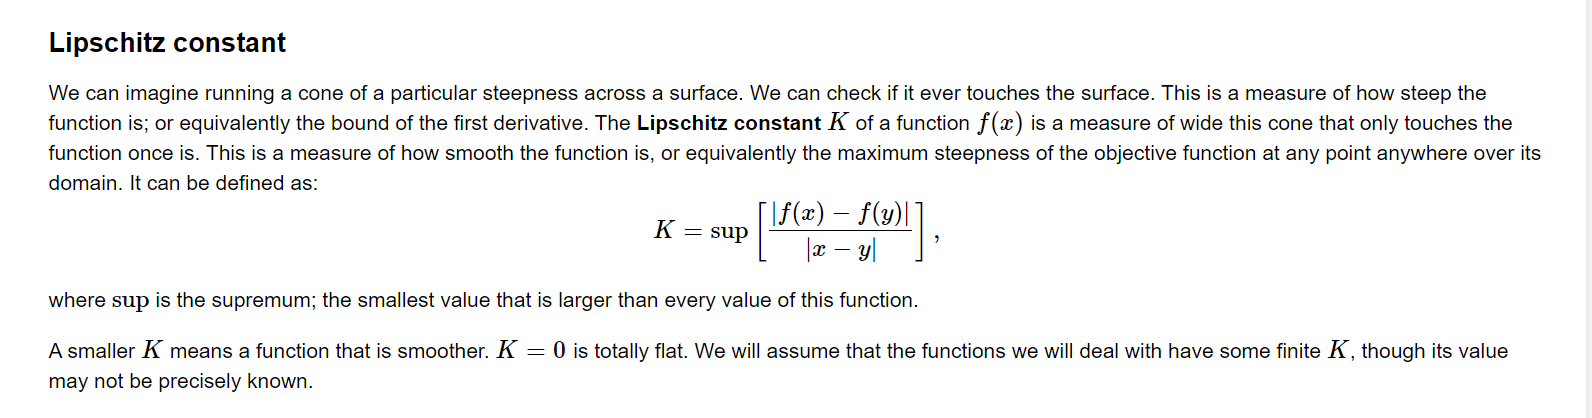 Lipschitz constant
We can imagine running a cone of a particular steepness across a surface. We can check if it ever touches the surface. This is a measure of how steep the
function is; or equivalently the bound of the first derivative. The Lipschitz constant K of a function f(x) is a measure of wide this cone that only touches the
function once is. This is a measure of how smooth the function is, or equivalently the maximum steepness of the objective function at any point anywhere over its
domain. It can be defined as:
K = sup [ |f(x) − f(y)| / |x − y| ] ,
where sup is the supremum; the smallest value that is larger than every value of this function.
A smaller K means a function that is smoother. K = 0 is totally flat. We will assume that the functions we will deal with have some finite K, though its value
may not be precisely known.